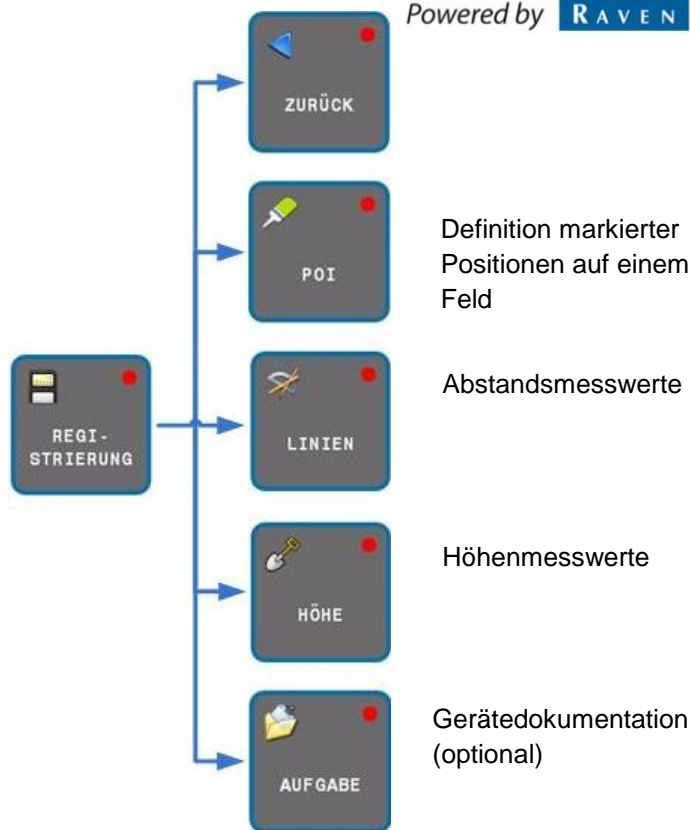 Powered by RAVEN
ZURÜCK
POI
Definition markierter
Positionen auf einem
Feld
REGI-
STRIERUNG
LINIEN
Abstandsmesswerte
HÖHE
Höhenmesswerte
AUFGABE
Gerätedokumentation
(optional)